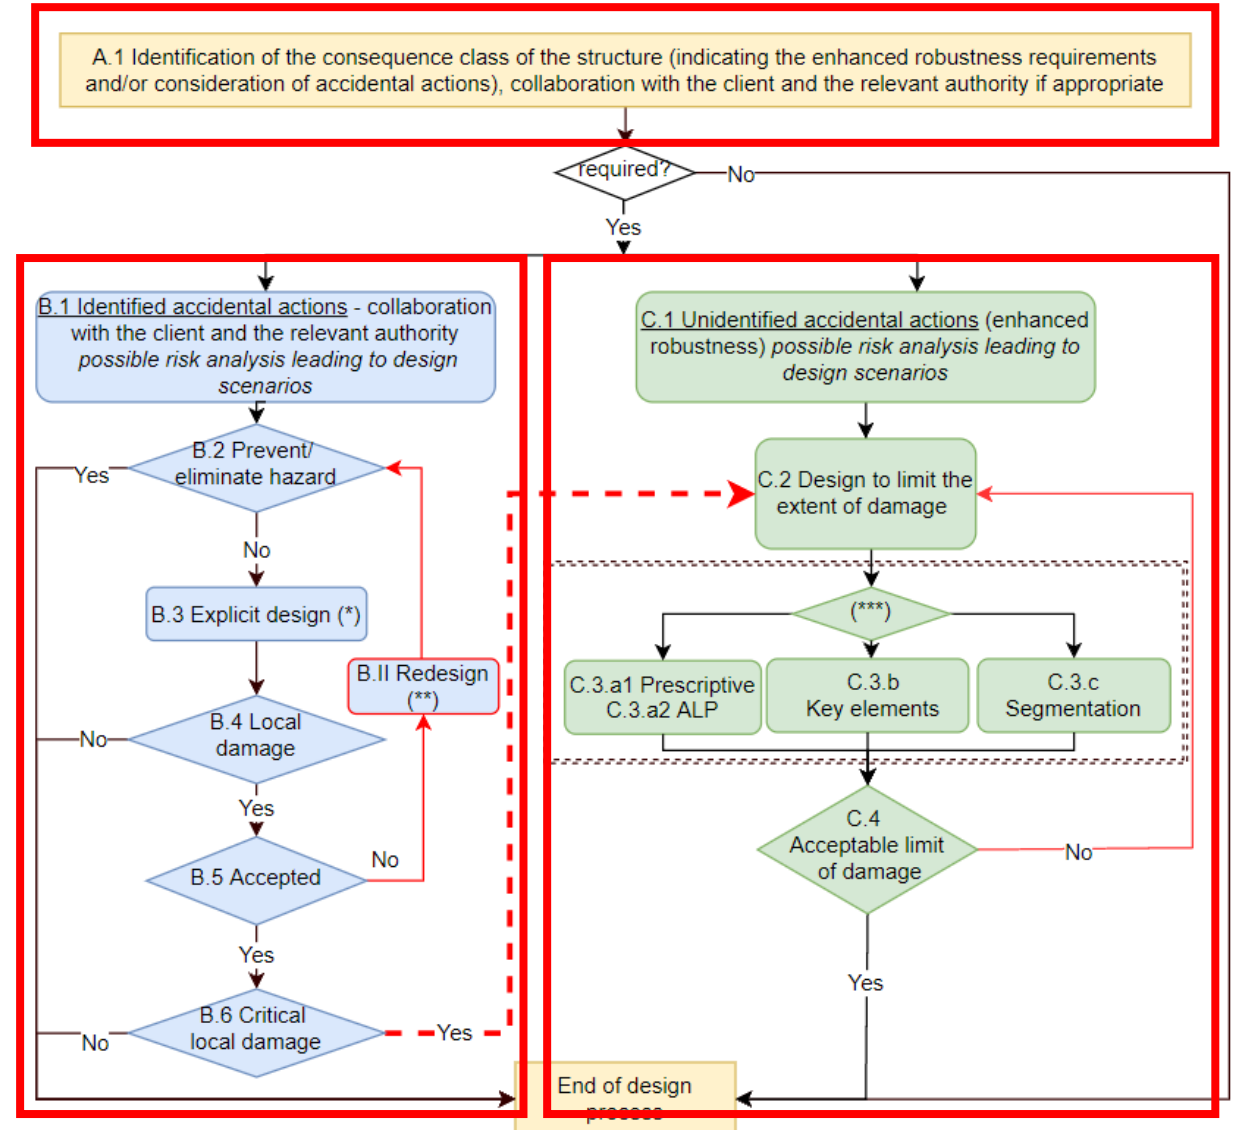 A.1 Identification of the consequence class of the structure (indicating the enhanced robustness requirements
and/or consideration of accidental actions), collaboration with the client and the relevant authority if appropriate
required?
No
Yes
B.1 Identified accidental actions - collaboration
with the client and the relevant authority
possible risk analysis leading to design
scenarios
B.2 Prevent/
eliminate hazard
Yes
No
B.3 Explicit design (*)
B.II Redesign
(**)
B.4 Local
damage
No
Yes
No
B.5 Accepted
Yes
B.6 Critical
local damage
No
Yes
C.1 Unidentified accidental actions (enhanced
robustness) possible risk analysis leading to
design scenarios
C.2 Design to limit the
extent of damage
(***)
C.3.a1 Prescriptive
C.3.a2 ALP
C.3.b
Key elements
C.3.c
Segmentation
C.4
Acceptable limit
of damage
No
Yes
End of design
process